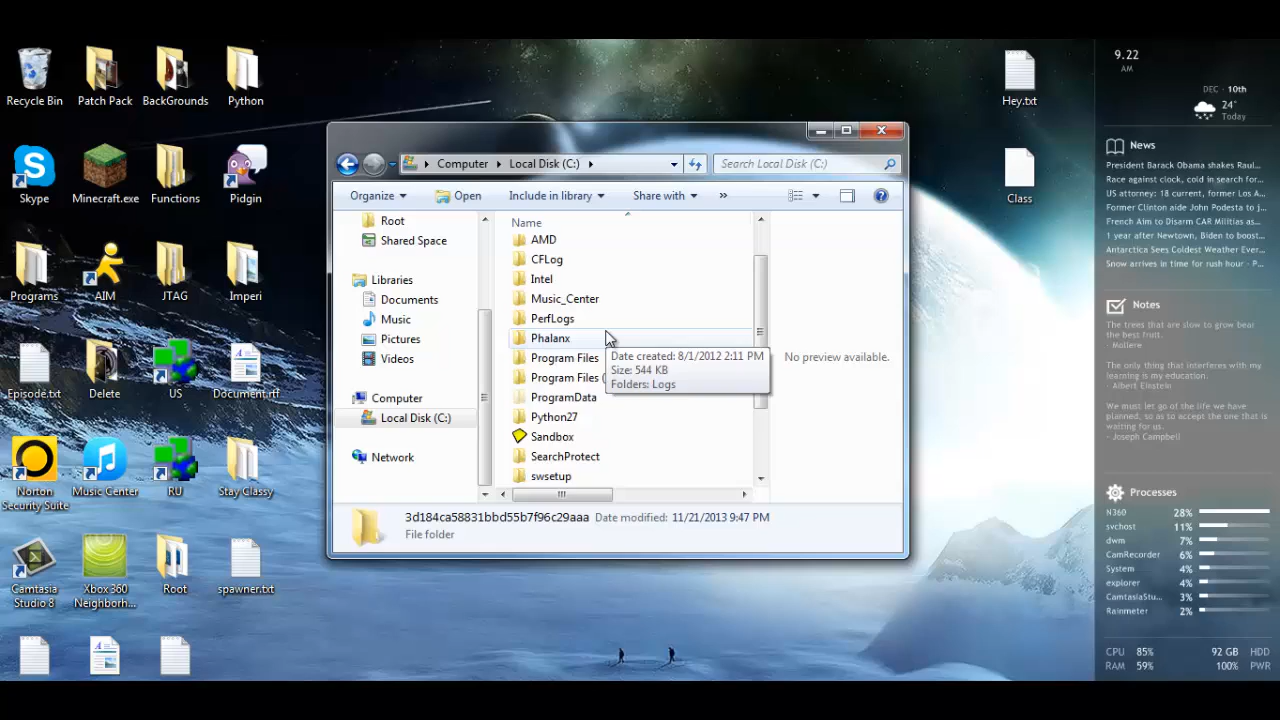 Recycle Bin
Patch Pack
BackGrounds
Python
Skype
Minecraft.exe
Functions
Pidgin
Programs
AIM
JTAG
Imperi
Episode.txt
Delete
US
Document.rtf
Norton
Security Suite
Music Center
RU
Stay Classy
Camtasia
Studio 8
Xbox 360
Neighborh...
Root
spawner.txt
Computer
Local Disk (C:)
Search Local Disk (C:)
Organize
Open
Include in library
Share with
»
Root
Shared Space
Libraries
Documents
Music
Pictures
Videos
Computer
Local Disk (C:)
Network
Name
AMD
CFLog
Intel
Music_Center
PerfLogs
Phalanx
Program Files
Program Files (
ProgramData
Python27
Sandbox
SearchProtect
swsetup
Date created: 8/1/2012 2:11 PM
Size: 544 KB
Folders: Logs
No preview available.
3d184ca58831bbd55b7f96c29aaa Date modified: 11/21/2013 9:47 PM
File folder
Hey.txt
Class
9.22
AM
DEC - 10th
24°
Today
News
President Barack Obama shakes Raul...
Race against clock, cold in search for...
US attorney: 18 current, former Los A...
Former Clinton aide John Podesta to j...
French Aim to Disarm CAR Militias as...
1 year after Newtown, Biden to boost...
Antarctica Sees Coldest Weather Ever...
Snow arrives in time for rush hour - P...
Notes
The trees that are slow to grow bear
the best fruit.
- Moliere
The only thing that interferes with my
learning is my education.
- Albert Einstein
We must let go of the life we have
planned, so as to accept the one that is
waiting for us.
- Joseph Campbell
Processes
N360 28%
svchost 11%
dwm 7%
CamRecorder 6%
System 4%
explorer 4%
CamtasiaStu... 3%
Rainmeter 2%
CPU 85% 92 GB HDD
RAM 59% 100% PWR